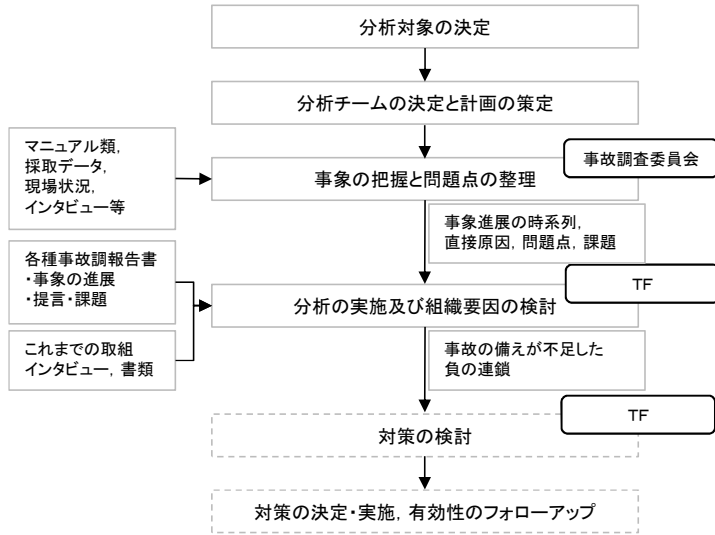 分析対象の決定
分析チームの決定と計画の策定
マニュアル類,
採取データ,
現場状況,
インタビュー等
事故調査委員会
事象の把握と問題点の整理
事象進展の時系列,
直接原因, 問題点, 課題
各種事故調報告書
・事象の進展
・提言・課題
TF
分析の実施及び組織要因の検討
これまでの取組
インタビュー, 書類
事故の備えが不足した
負の連鎖
TF
対策の検討
対策の決定・実施, 有効性のフォローアップ